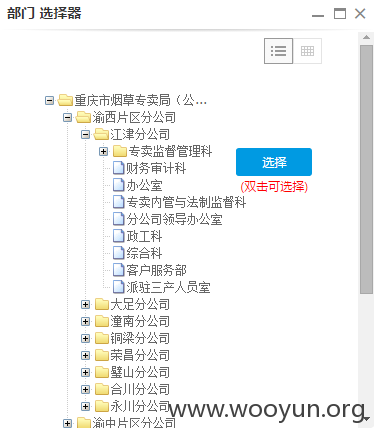 部门 选择器
重庆市烟草专卖局（公...
渝西片区分公司
江津分公司
专卖监督管理科
选择
财务审计科
(双击可选择)
办公室
专卖内管与法制监督科
分公司领导办公室
政工科
综合科
客户服务部
派驻三产人员室
大足分公司
潼南分公司
铜梁分公司
荣昌分公司
璧山分公司
合川分公司
永川分公司
www.wooyun.org
渝中片区分公司